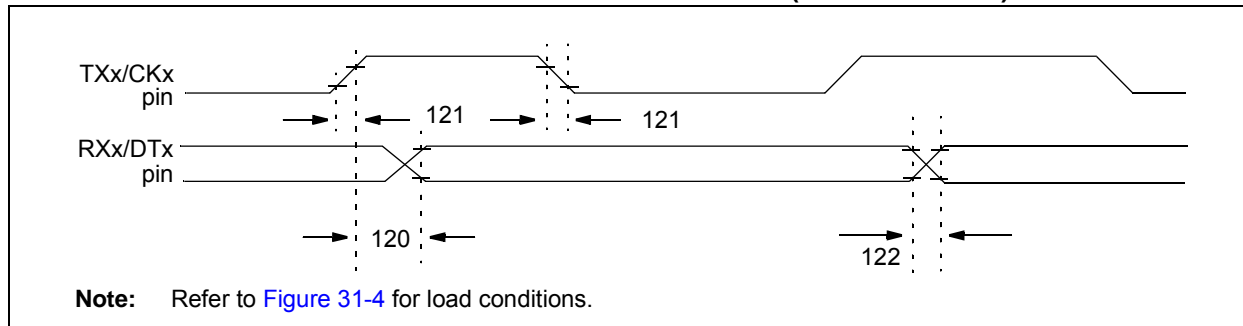 TXx/CKx
pin
121
121
RXx/DTx
pin
120
122
Note: Refer to Figure 31-4 for load conditions.